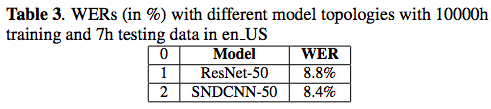 Table 3. WERs (in %) with different model topologies with 10000h
training and 7h testing data in en_US
0 Model WER
1 ResNet-50 8.8%
2 SNDCNN-50 8.4%